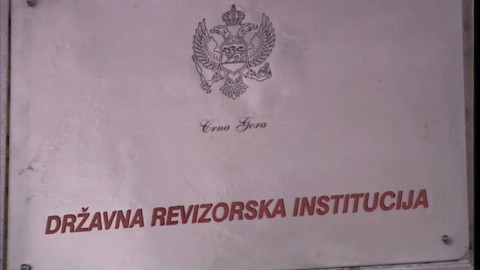 Crna Gora
DRŽAVNA REVIZORSKA INSTITUCIJA